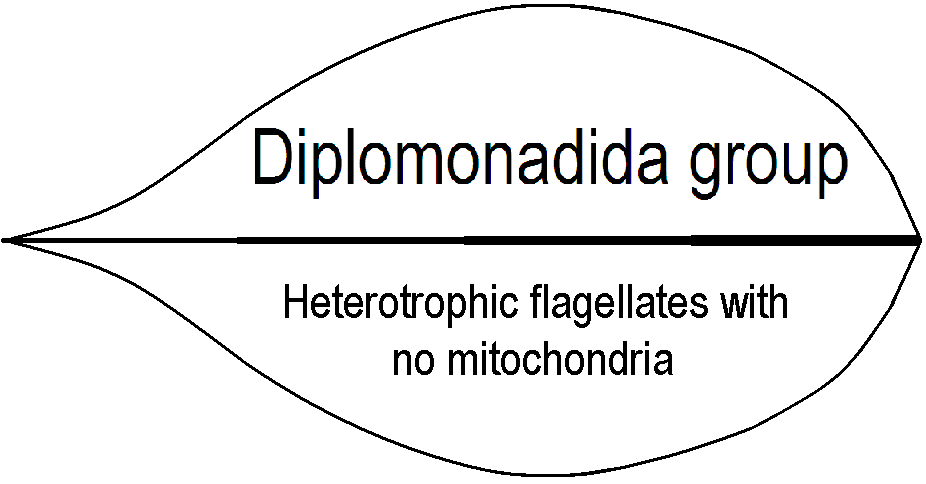 Diplomonadida group
Heterotrophic flagellates with
no mitochondria